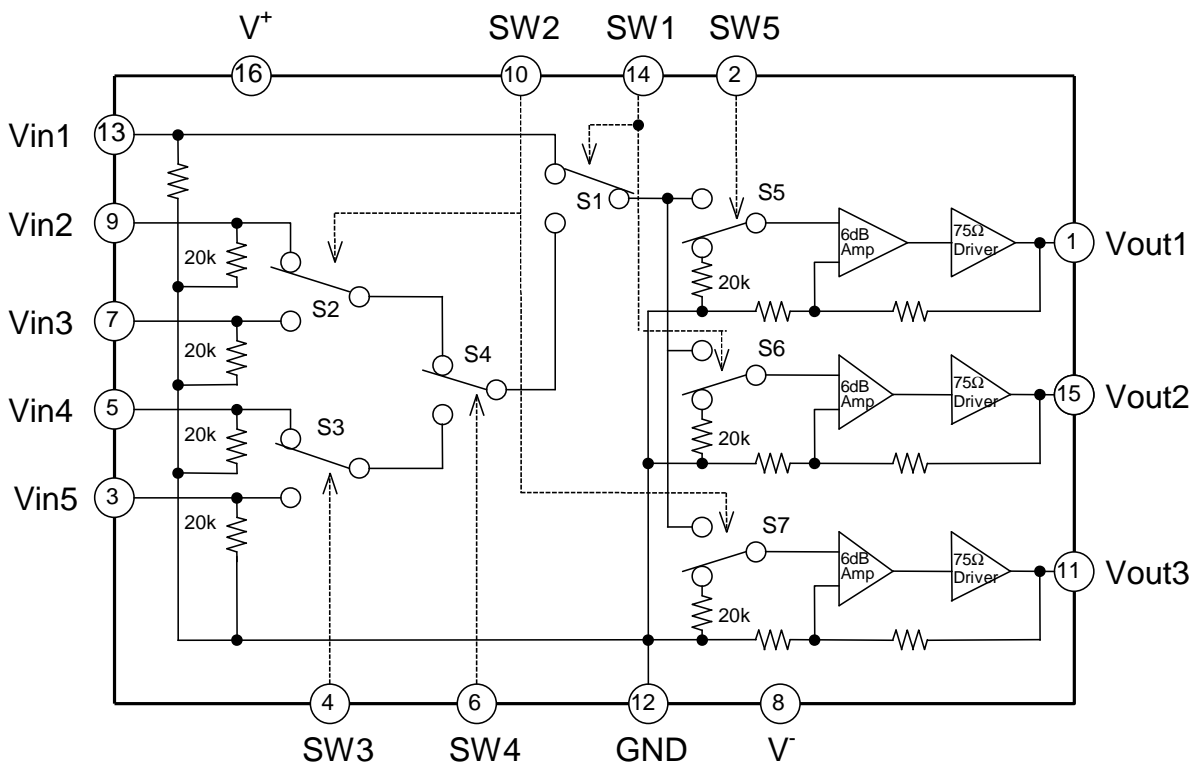 V+
SW2
SW1
SW5
16
10
14
2
Vin1
13
S1
S5
Vin2
9
20k
6dB
Amp
75Ω
Driver
1
Vout1
20k
S2
Vin3
7
20k
S4
S6
Vin4
5
20k
S3
6dB
Amp
75Ω
Driver
15
Vout2
20k
Vin5
3
20k
S7
6dB
Amp
75Ω
Driver
11
Vout3
20k
4
6
12
8
SW3
SW4
GND
V-